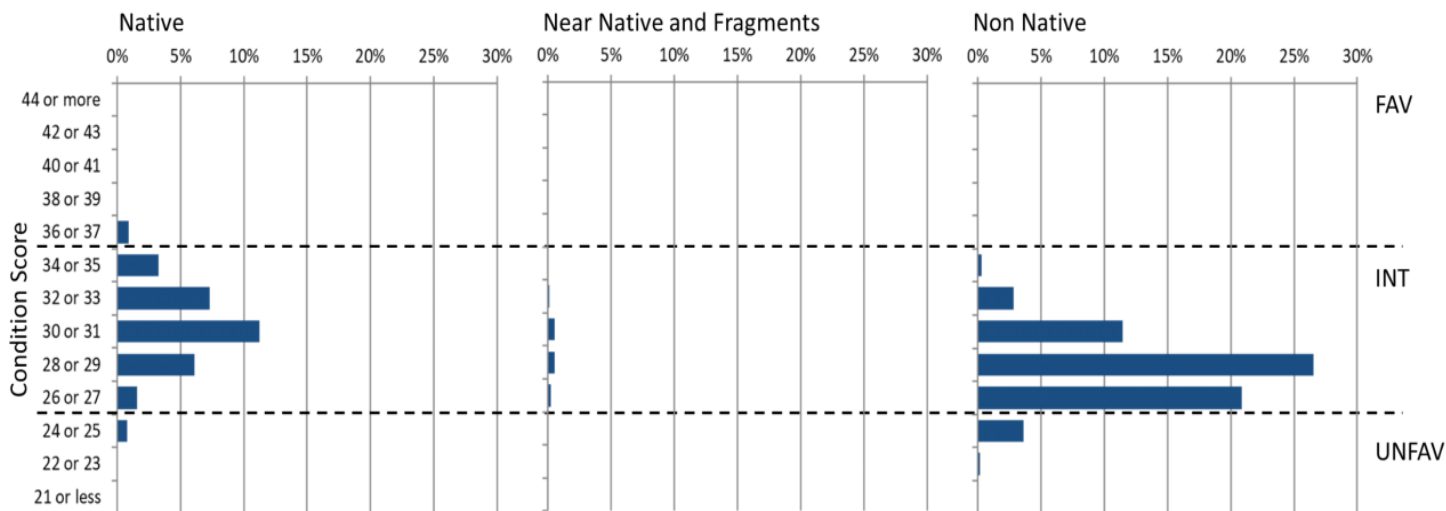 Native
Near Native and Fragments
Non Native
0% 5% 10% 15% 20% 25% 30%
0% 5% 10% 15% 20% 25% 30%
0% 5% 10% 15% 20% 25% 30%
Condition Score
44 or more
42 or 43
40 or 41
38 or 39
36 or 37
34 or 35
32 or 33
30 or 31
28 or 29
26 or 27
24 or 25
22 or 23
21 or less
FAV
INT
UNFAV